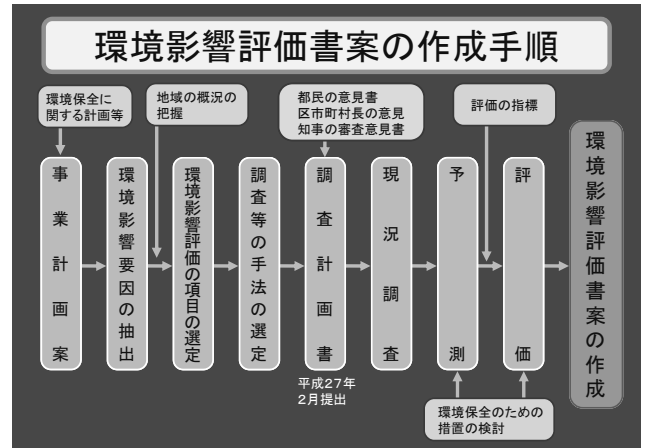 環境影響評価書案の作成手順
環境保全に
関する計画等
地域の概況の
把握
都民の意見書
区市町村長の意見
知事の審査意見書
評価の指標
事業計画案
環境影響要因の抽出
環境影響評価の項目の選定
調査等の手法の選定
調査計画書
現況調査
予測
評価
環境影響評価書案の作成
平成27年
2月提出
環境保全のための
措置の検討